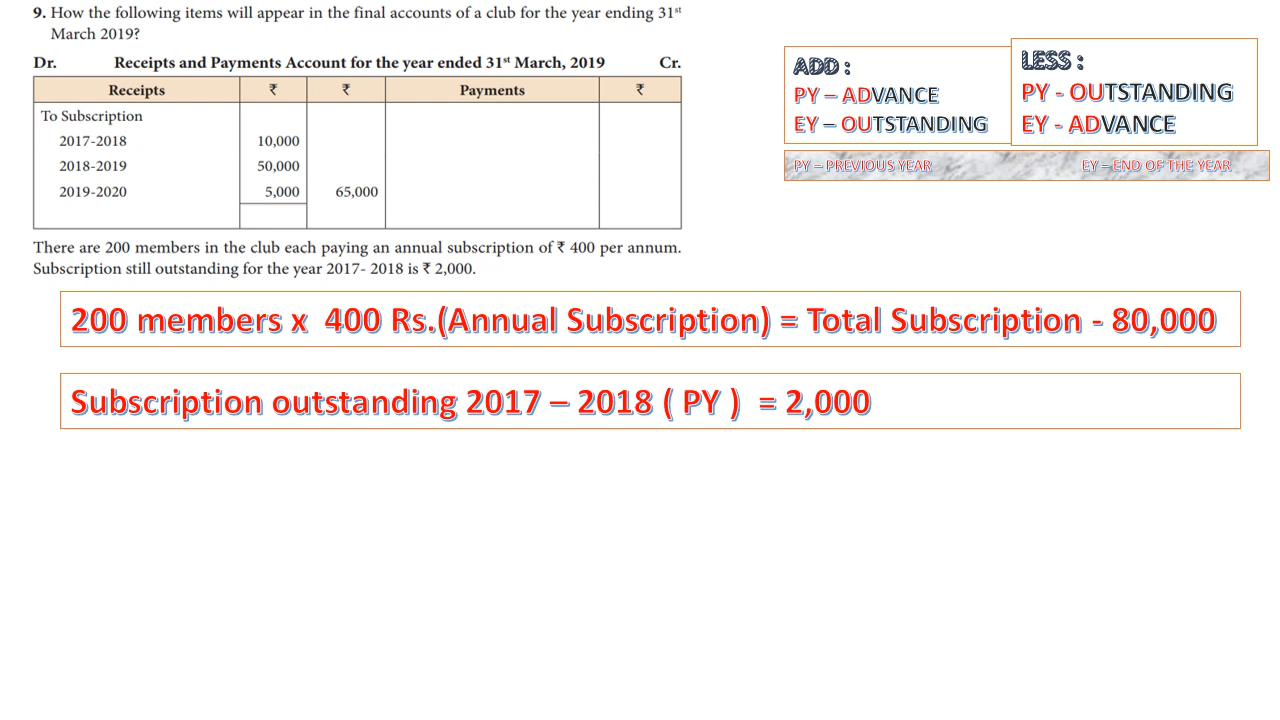 9. How the following items will appear in the final accounts of a club for the year ending 31st
March 2019?
Dr. Receipts and Payments Account for the year ended 31st March, 2019 Cr.
Receipts ₹ ₹ Payments ₹
To Subscription
2017-2018 10,000
2018-2019 50,000
2019-2020 5,000 65,000
There are 200 members in the club each paying an annual subscription of ₹ 400 per annum.
Subscription still outstanding for the year 2017- 2018 is ₹ 2,000.
ADD :
PY – ADVANCE
EY – OUTSTANDING
LESS :
PY - OUTSTANDING
EY - ADVANCE
PY – PREVIOUS YEAR EY – END OF THE YEAR
200 members x 400 Rs.(Annual Subscription) = Total Subscription - 80,000
Subscription outstanding 2017 – 2018 ( PY ) = 2,000